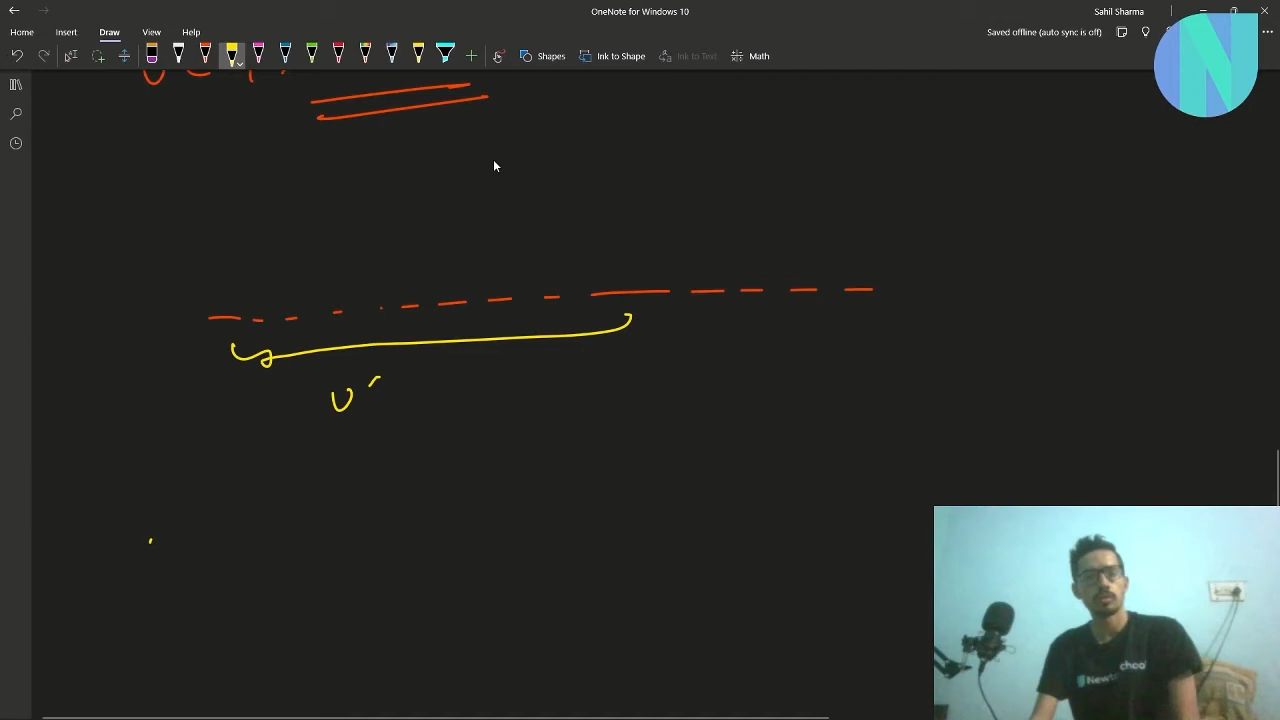 OneNote for Windows 10
Sahil Sharma
Home Insert Draw View Help
Saved offline (auto sync is off)
Shapes Ink to Shape Ink to Text Math
N